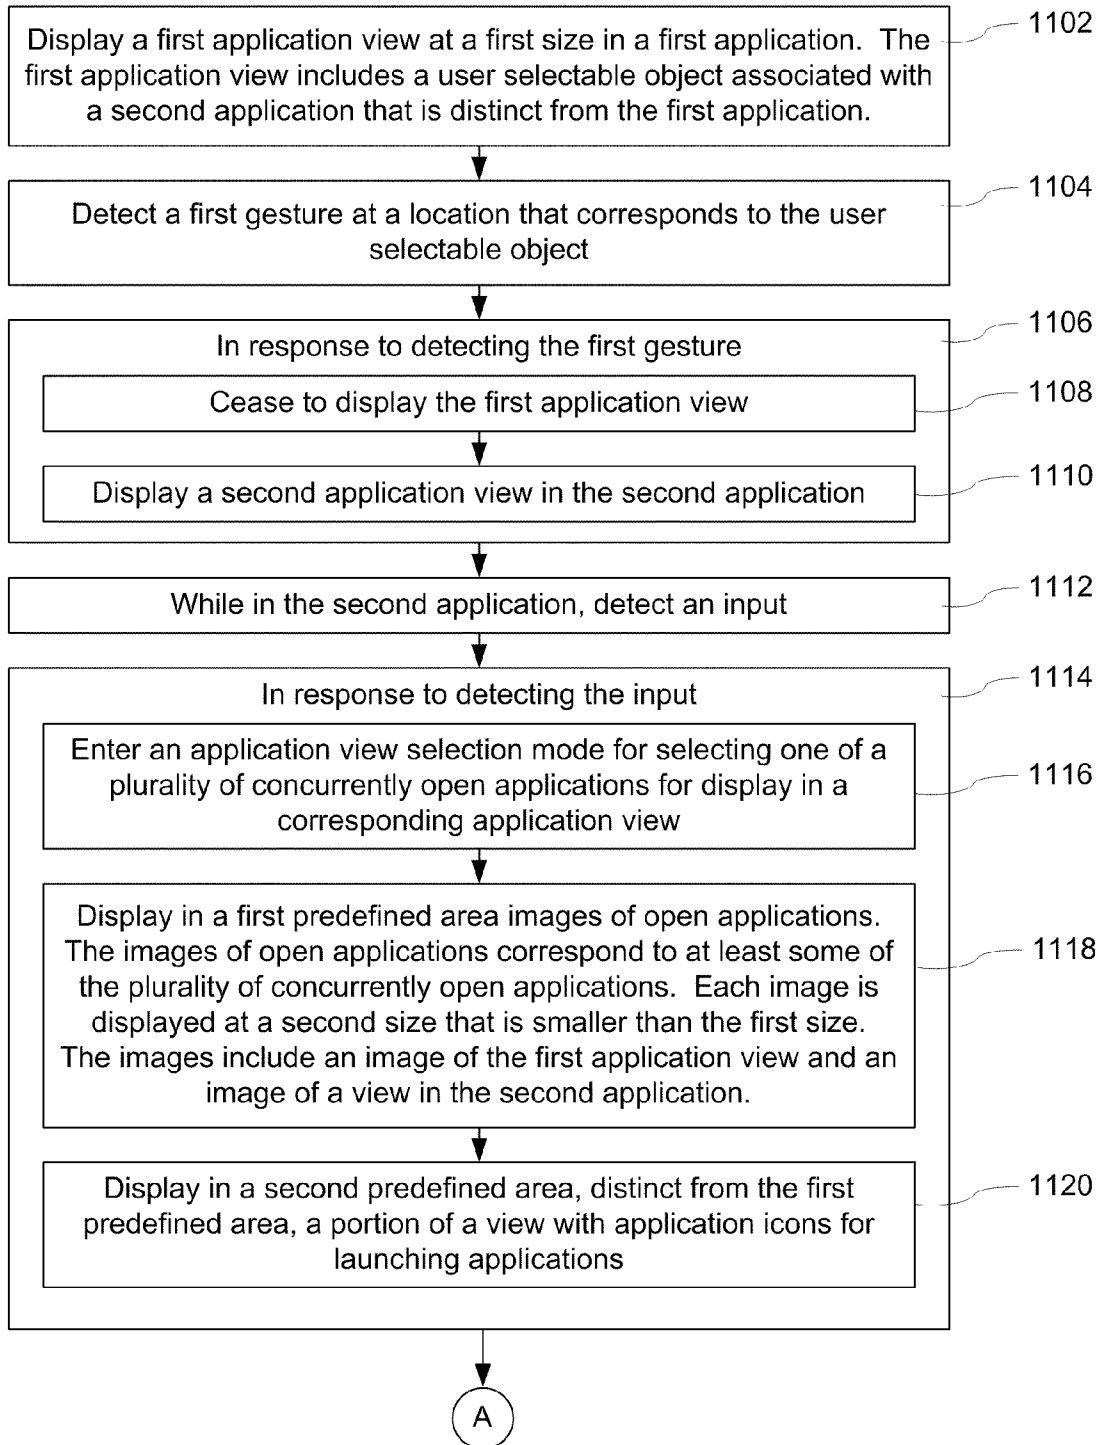 1102
Display a first application view at a first size in a first application. The
first application view includes a user selectable object associated with
a second application that is distinct from the first application.
1104
Detect a first gesture at a location that corresponds to the user
selectable object
1106
In response to detecting the first gesture
1108
Cease to display the first application view
1110
Display a second application view in the second application
1112
While in the second application, detect an input
1114
In response to detecting the input
Enter an application view selection mode for selecting one of a
plurality of concurrently open applications for display in a
corresponding application view
1116
Display in a first predefined area images of open applications.
The images of open applications correspond to at least some of
the plurality of concurrently open applications. Each image is
displayed at a second size that is smaller than the first size.
The images include an image of the first application view and an
image of a view in the second application.
1118
Display in a second predefined area, distinct from the first
predefined area, a portion of a view with application icons for
launching applications
1120
A